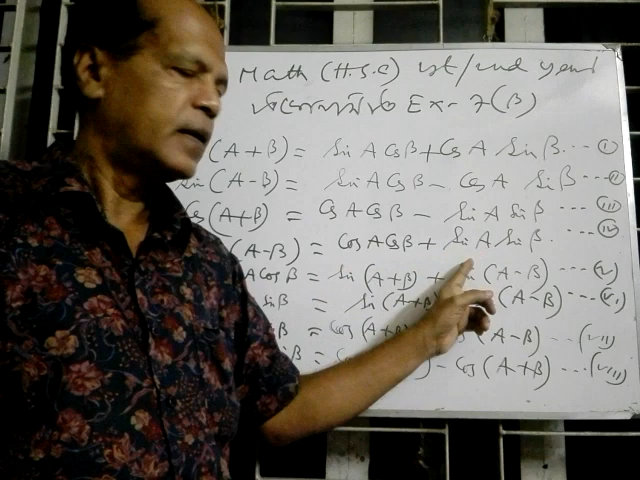 Math (H.S.C) 1st/2nd year
ত্রিকোণমিতি Ex- 7(B)
(A+B) = Sin A Cos B + Cos A Sin B ... (i)
Sin (A-B) = Sin A Cos B - Cos A Sin B ... (ii)
Cos (A+B) = Cos A Cos B - Sin A Sin B ... (iii)
(A-B) = Cos A Cos B + Sin A Sin B. ... (iv)
A Cos B = Sin (A+B) + (A-B) ... (v)
Sin B = Sin (A+B) (A-B) ... (vi)
B = Cos (A+B) (A-B) ... (vii)
B = - Cos (A+B) ... (viii)